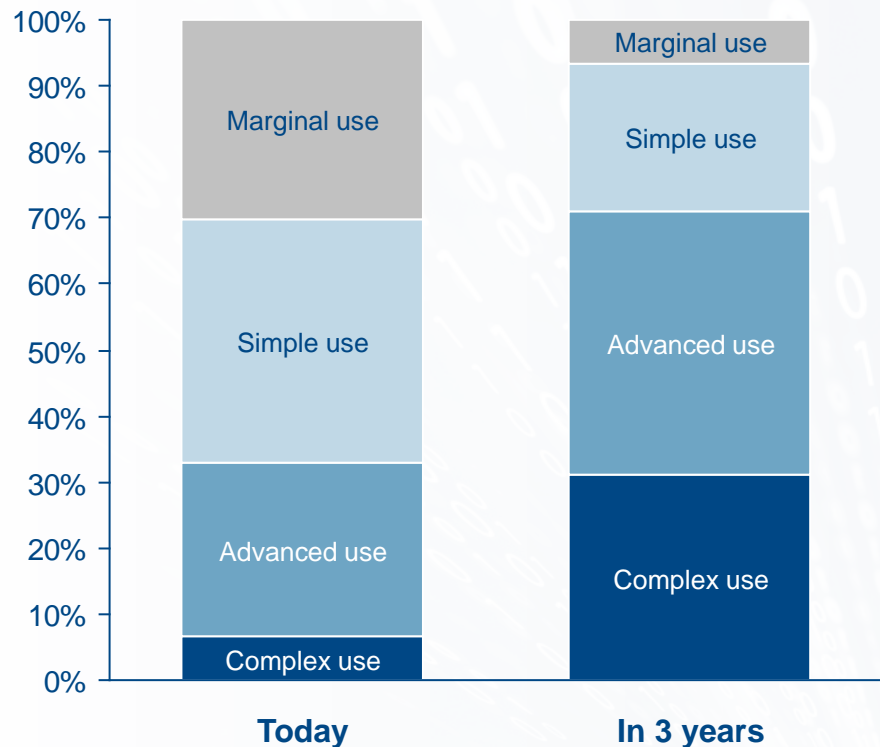 100%
90%
80%
70%
60%
50%
40%
30%
20%
10%
0%
Marginal use
Simple use
Advanced use
Complex use
Marginal use
Simple use
Advanced use
Complex use
Today
In 3 years